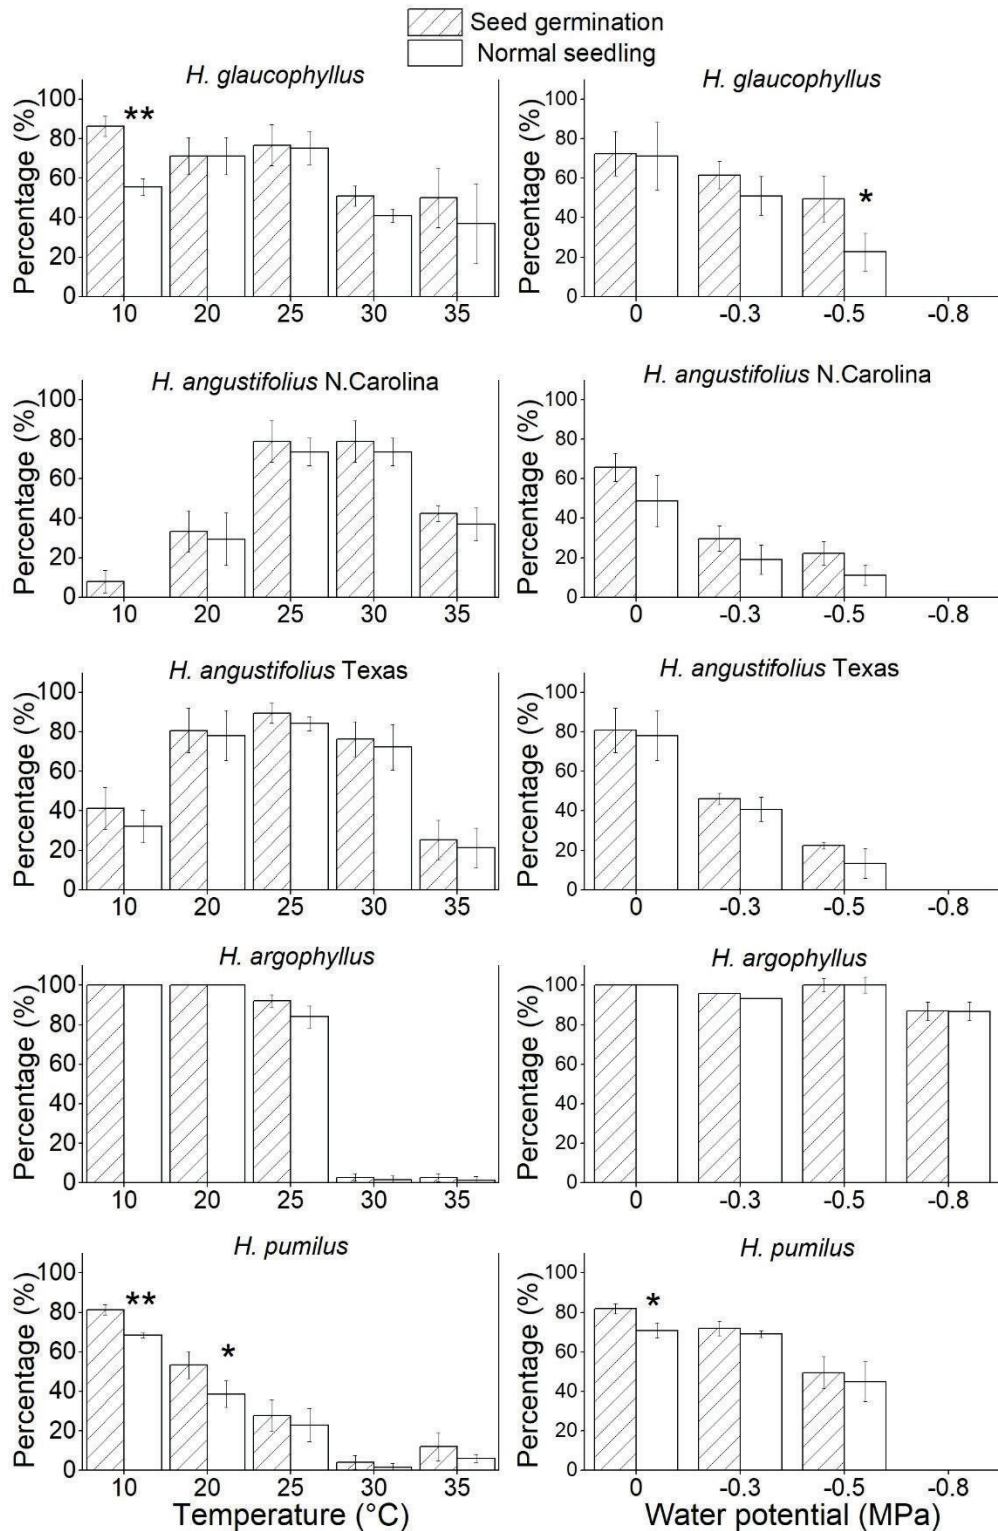 Seed germination
Normal seedling
H. glaucophyllus
Percentage (%)
100
80
60
40
20
0
**
10 20 25 30 35
H. glaucophyllus
Percentage (%)
100
80
60
40
20
0
*
0 -0.3 -0.5 -0.8
H. angustifolius N.Carolina
Percentage (%)
100
80
60
40
20
0
10 20 25 30 35
H. angustifolius N.Carolina
Percentage (%)
100
80
60
40
20
0
0 -0.3 -0.5 -0.8
H. angustifolius Texas
Percentage (%)
100
80
60
40
20
0
10 20 25 30 35
H. angustifolius Texas
Percentage (%)
100
80
60
40
20
0
0 -0.3 -0.5 -0.8
H. argophyllus
Percentage (%)
100
80
60
40
20
0
10 20 25 30 35
H. argophyllus
Percentage (%)
100
80
100
40
20
0
0 -0.3 -0.5 -0.8
H. pumilus
Percentage (%)
100
80
60
40
20
0
**
*
10 20 25 30 35
Temperature (°C)
H. pumilus
Percentage (%)
100
80
60
40
20
0
*
0 -0.3 -0.5 -0.8
Water potential (MPa)